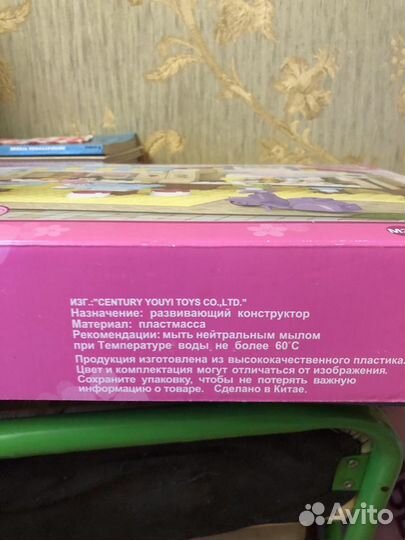 ИЗГ.:"CENTURY YOUYI TOYS CO.,LTD."
Назначение: развивающий конструктор
Материал: пластмасса
Рекомендации: мыть нейтральным мылом
при Температуре воды не более 60°C
Продукция изготовлена из высококачественного пластика.
Цвет и комплектация могут отличаться от изображения.
Сохраните упаковку, чтобы не потерять важную
информацию о товаре. Сделано в Китае.
Avito